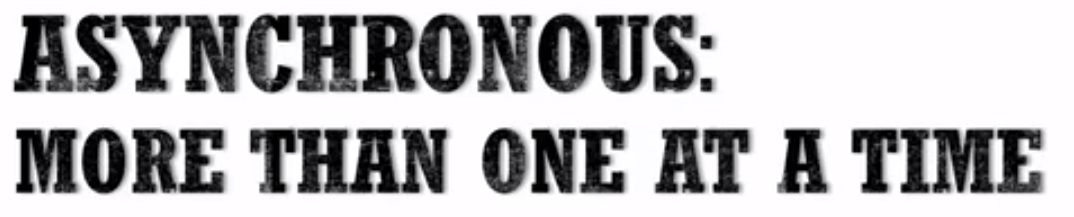 ASYNCHRONOUS:
MORE THAN ONE AT A TIME